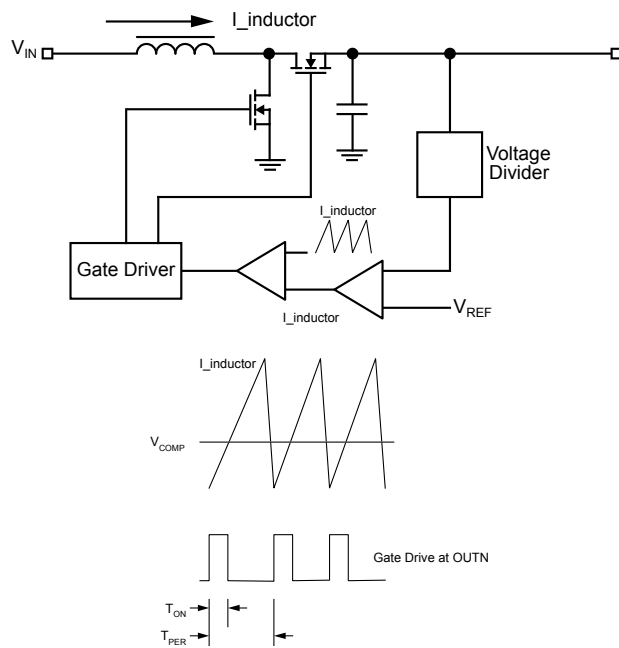 I_inductor
V_IN
Voltage
Divider
I_inductor
Gate Driver
V_REF
I_inductor
I_inductor
V_COMP
Gate Drive at OUTN
T_ON
T_PER